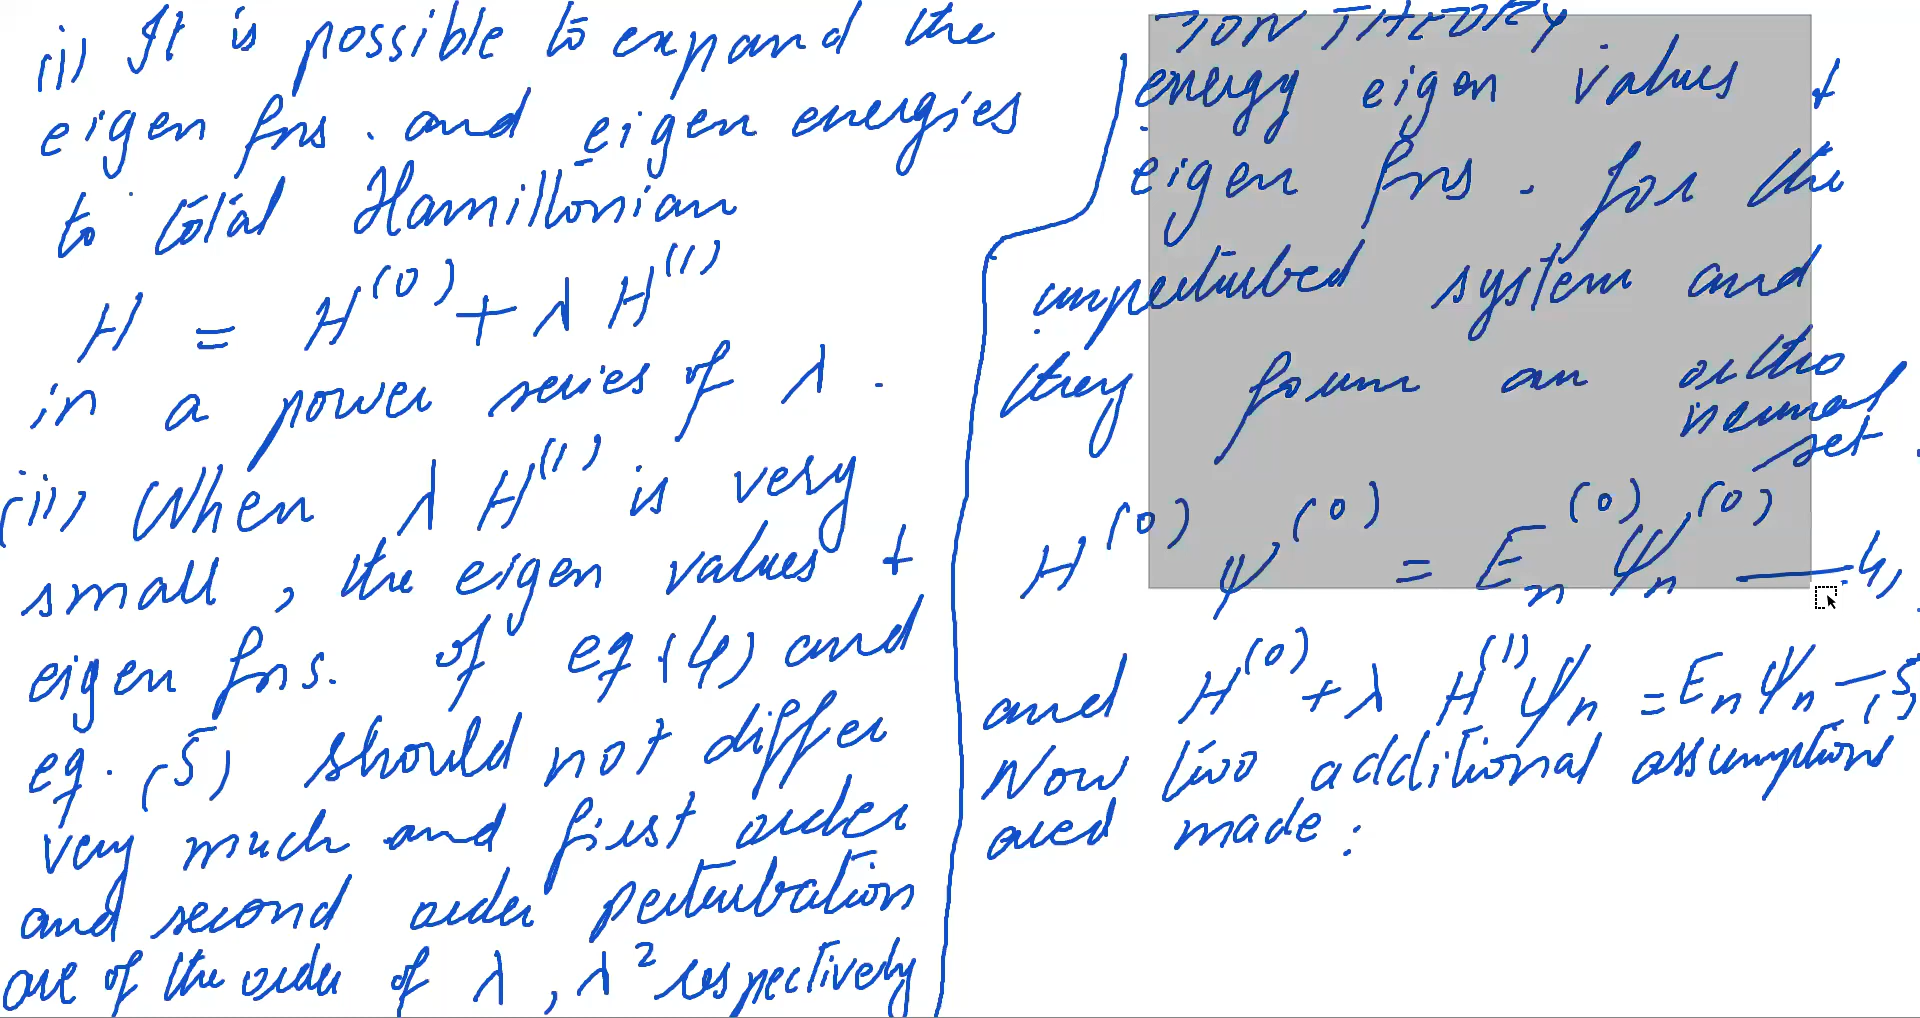 (i) It is possible to expand the
eigen fns. and eigen energies
to total Hamiltonian
H = H^(0) + λ H^(1)
in a power series of λ.
(ii) When λ H^(1) is very
small, the eigen values +
eigen fns. of eq.(4) and
eq. (5) should not differ
very much and first order
and second order perturbation
are of the order of λ, λ² respectively
TION THEORY
energy eigen values +
eigen fns. for the
unperturbed system and
they form an ortho
normal
set.
H^(0) ψ^(0) = E_n^(0) ψ_n^(0) — 4,
and H^(0) + λ H^(1) ψ_n = E_n ψ_n — (5)
Now two additional assumptions
are made: